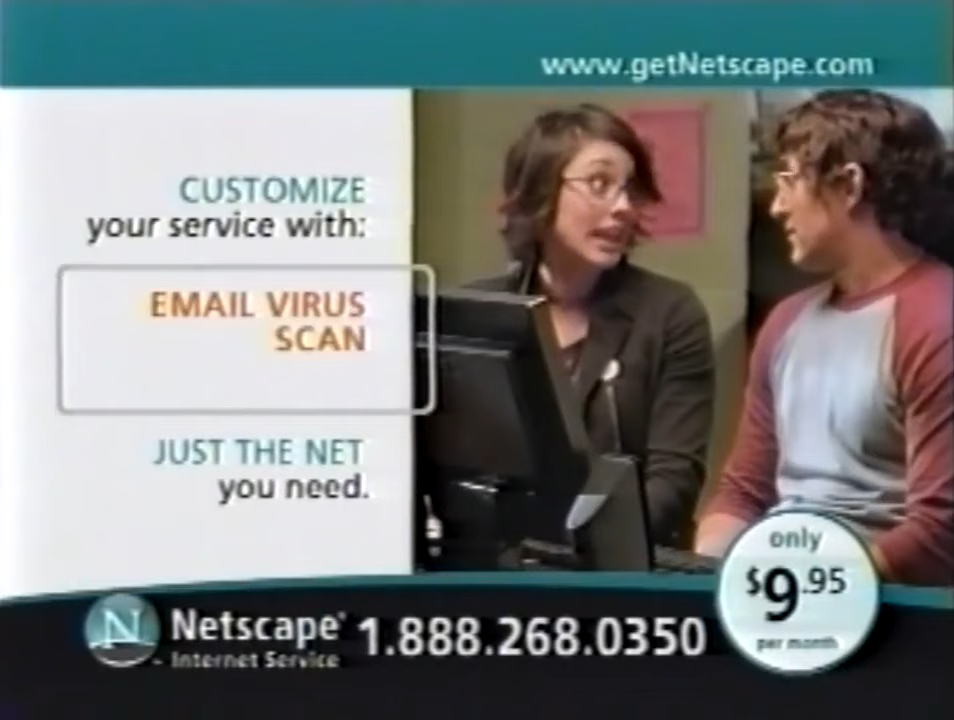 www.getNetscape.com
CUSTOMIZE
your service with:
EMAIL VIRUS
SCAN
JUST THE NET
you need.
only
$9.95
per month
N
Netscape®
Internet Service
1.888.268.0350